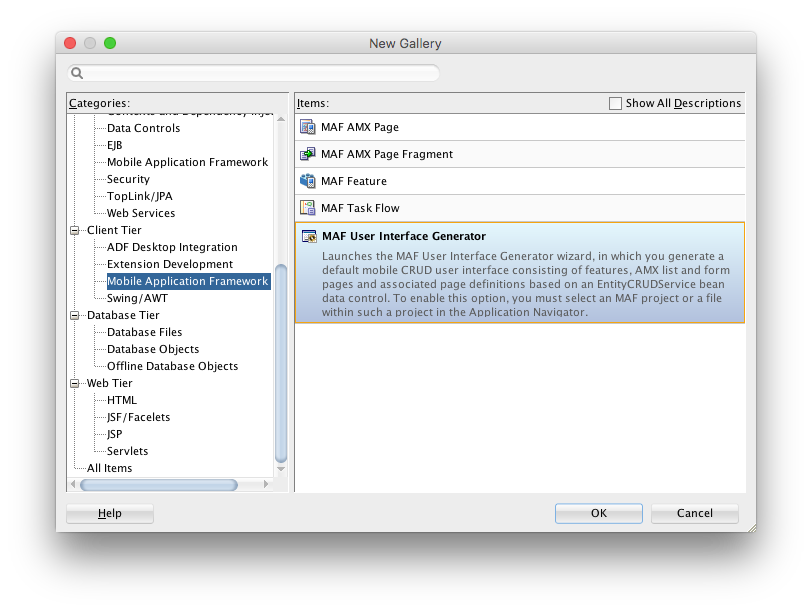 New Gallery
Categories:
Data Controls
EJB
Mobile Application Framework
Security
TopLink/JPA
Web Services
Client Tier
ADF Desktop Integration
Extension Development
Mobile Application Framework
Swing/AWT
Database Tier
Database Files
Database Objects
Offline Database Objects
Web Tier
HTML
JSF/Facelets
JSP
Servlets
All Items
Items:
Show All Descriptions
MAF AMX Page
MAF AMX Page Fragment
MAF Feature
MAF Task Flow
MAF User Interface Generator
Launches the MAF User Interface Generator wizard, in which you generate a
default mobile CRUD user interface consisting of features, AMX list and form
pages and associated page definitions based on an EntityCRUDService bean
data control. To enable this option, you must select an MAF project or a file
within such a project in the Application Navigator.
Help
OK
Cancel